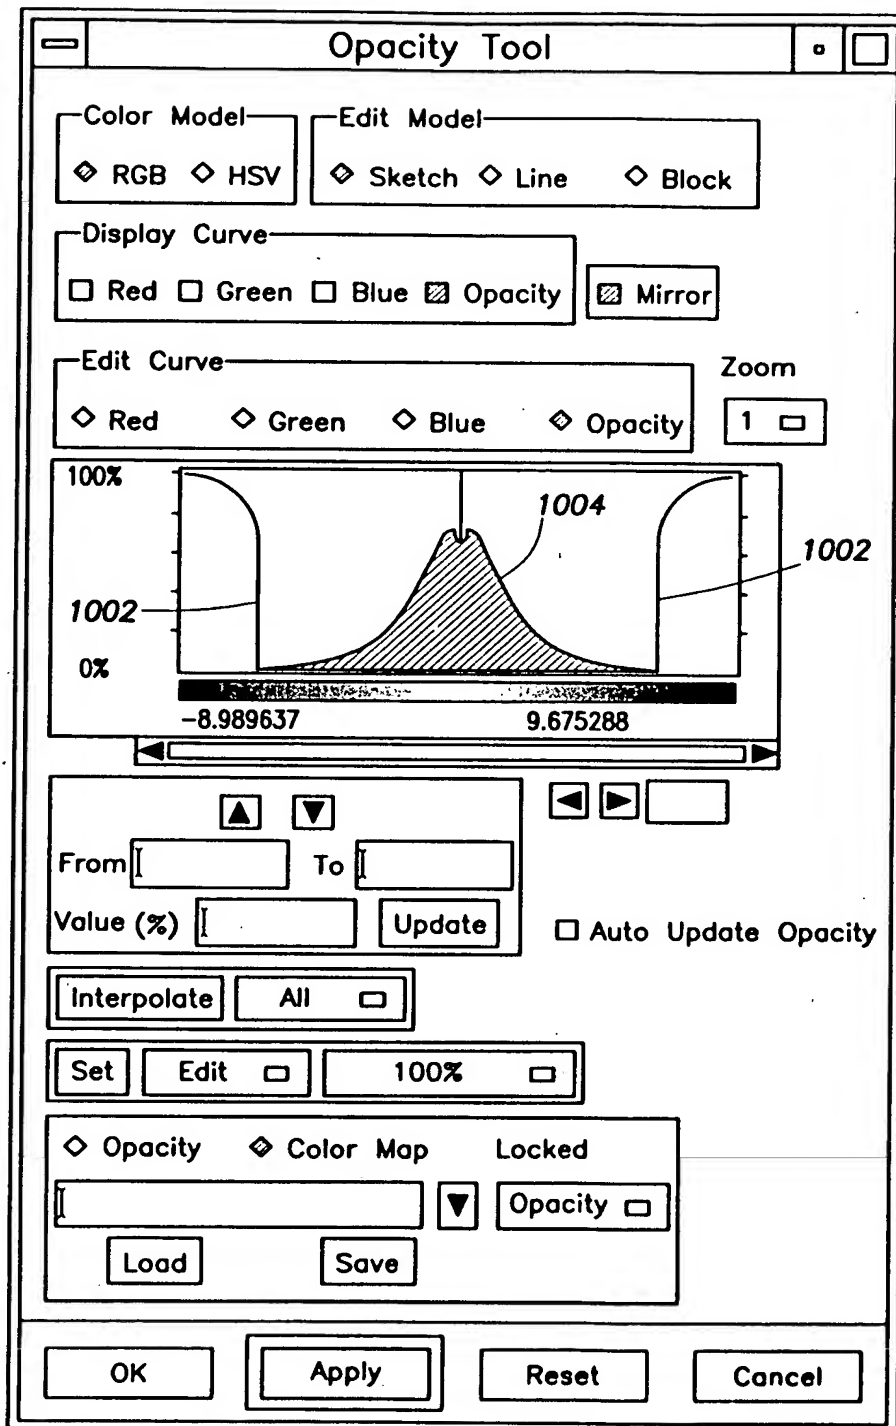 Opacity Tool
Color Model Edit Model
RGB HSV Sketch Line Block
Display Curve
Red Green Blue Opacity Mirror
Edit Curve Zoom
Red Green Blue Opacity 1
100%
1004
1002
1002
0%
-8.989637 9.675288
From To
Value (%) Update Auto Update Opacity
Interpolate All
Set Edit 100%
Opacity Color Map Locked
Opacity
Load Save
OK Apply Reset Cancel